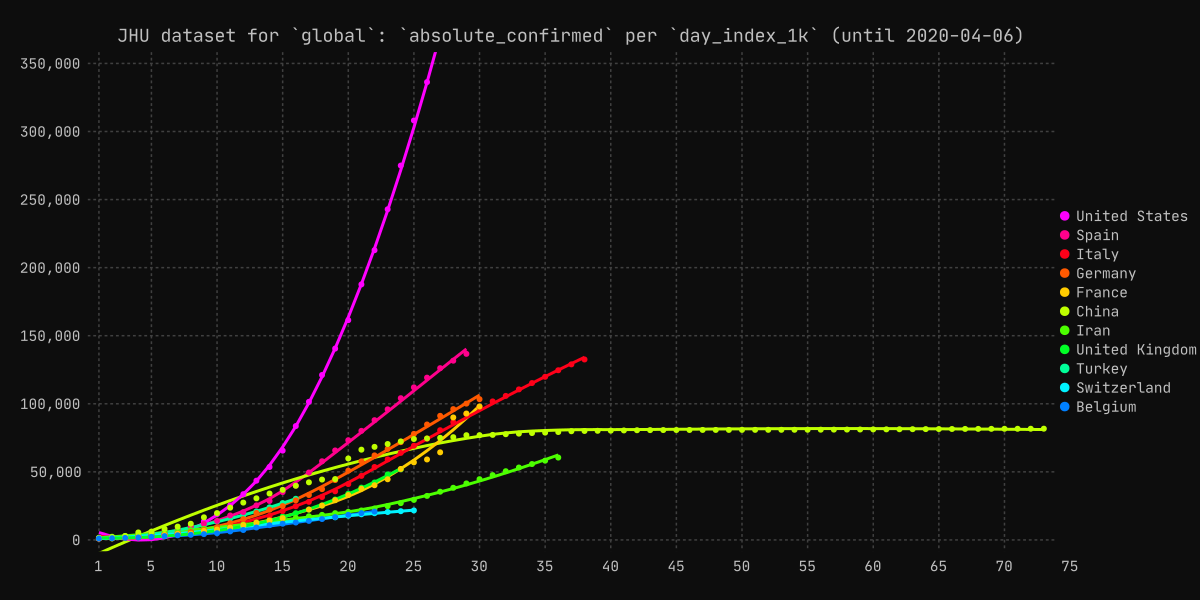 JHU dataset for `global`: `absolute_confirmed` per `day_index_1k` (until 2020-04-06)
350,000
300,000
250,000
200,000
150,000
100,000
50,000
0
1 5 10 15 20 25 30 35 40 45 50 55 60 65 70 75
United States
Spain
Italy
Germany
France
China
Iran
United Kingdom
Turkey
Switzerland
Belgium